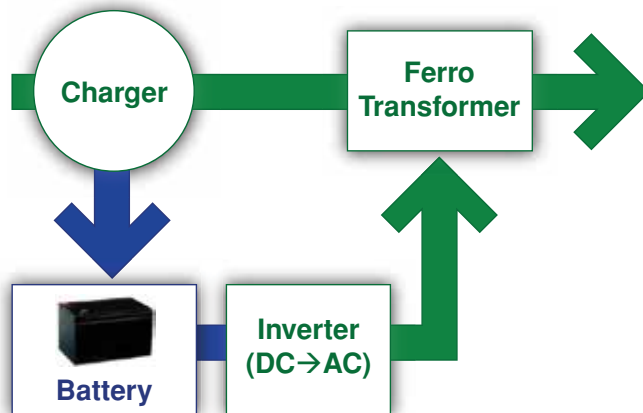 Charger
Ferro
Transformer
Battery
Inverter
(DC→AC)